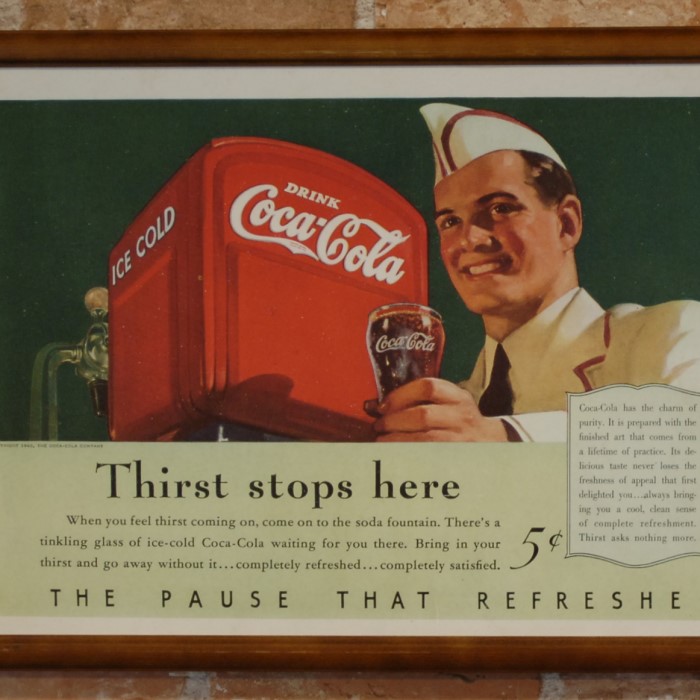 ICE COLD
DRINK
Coca-Cola
Coca-Cola
THE COCA-COLA COMPANY
Thirst stops here
When you feel thirst coming on, come on to the soda fountain. There's a
tinkling glass of ice-cold Coca-Cola waiting for you there. Bring in your
thirst and go away without it...completely refreshed...completely satisfied.
5¢
Coca-Cola has the charm of
purity. It is prepared with the
finished art that comes from
a lifetime of practice. Its de-
licious taste never loses the
freshness of appeal that first
delighted you...always bring-
ing you a cool, clean sense
of complete refreshment.
Thirst asks nothing more.
THE PAUSE THAT REFRESHE